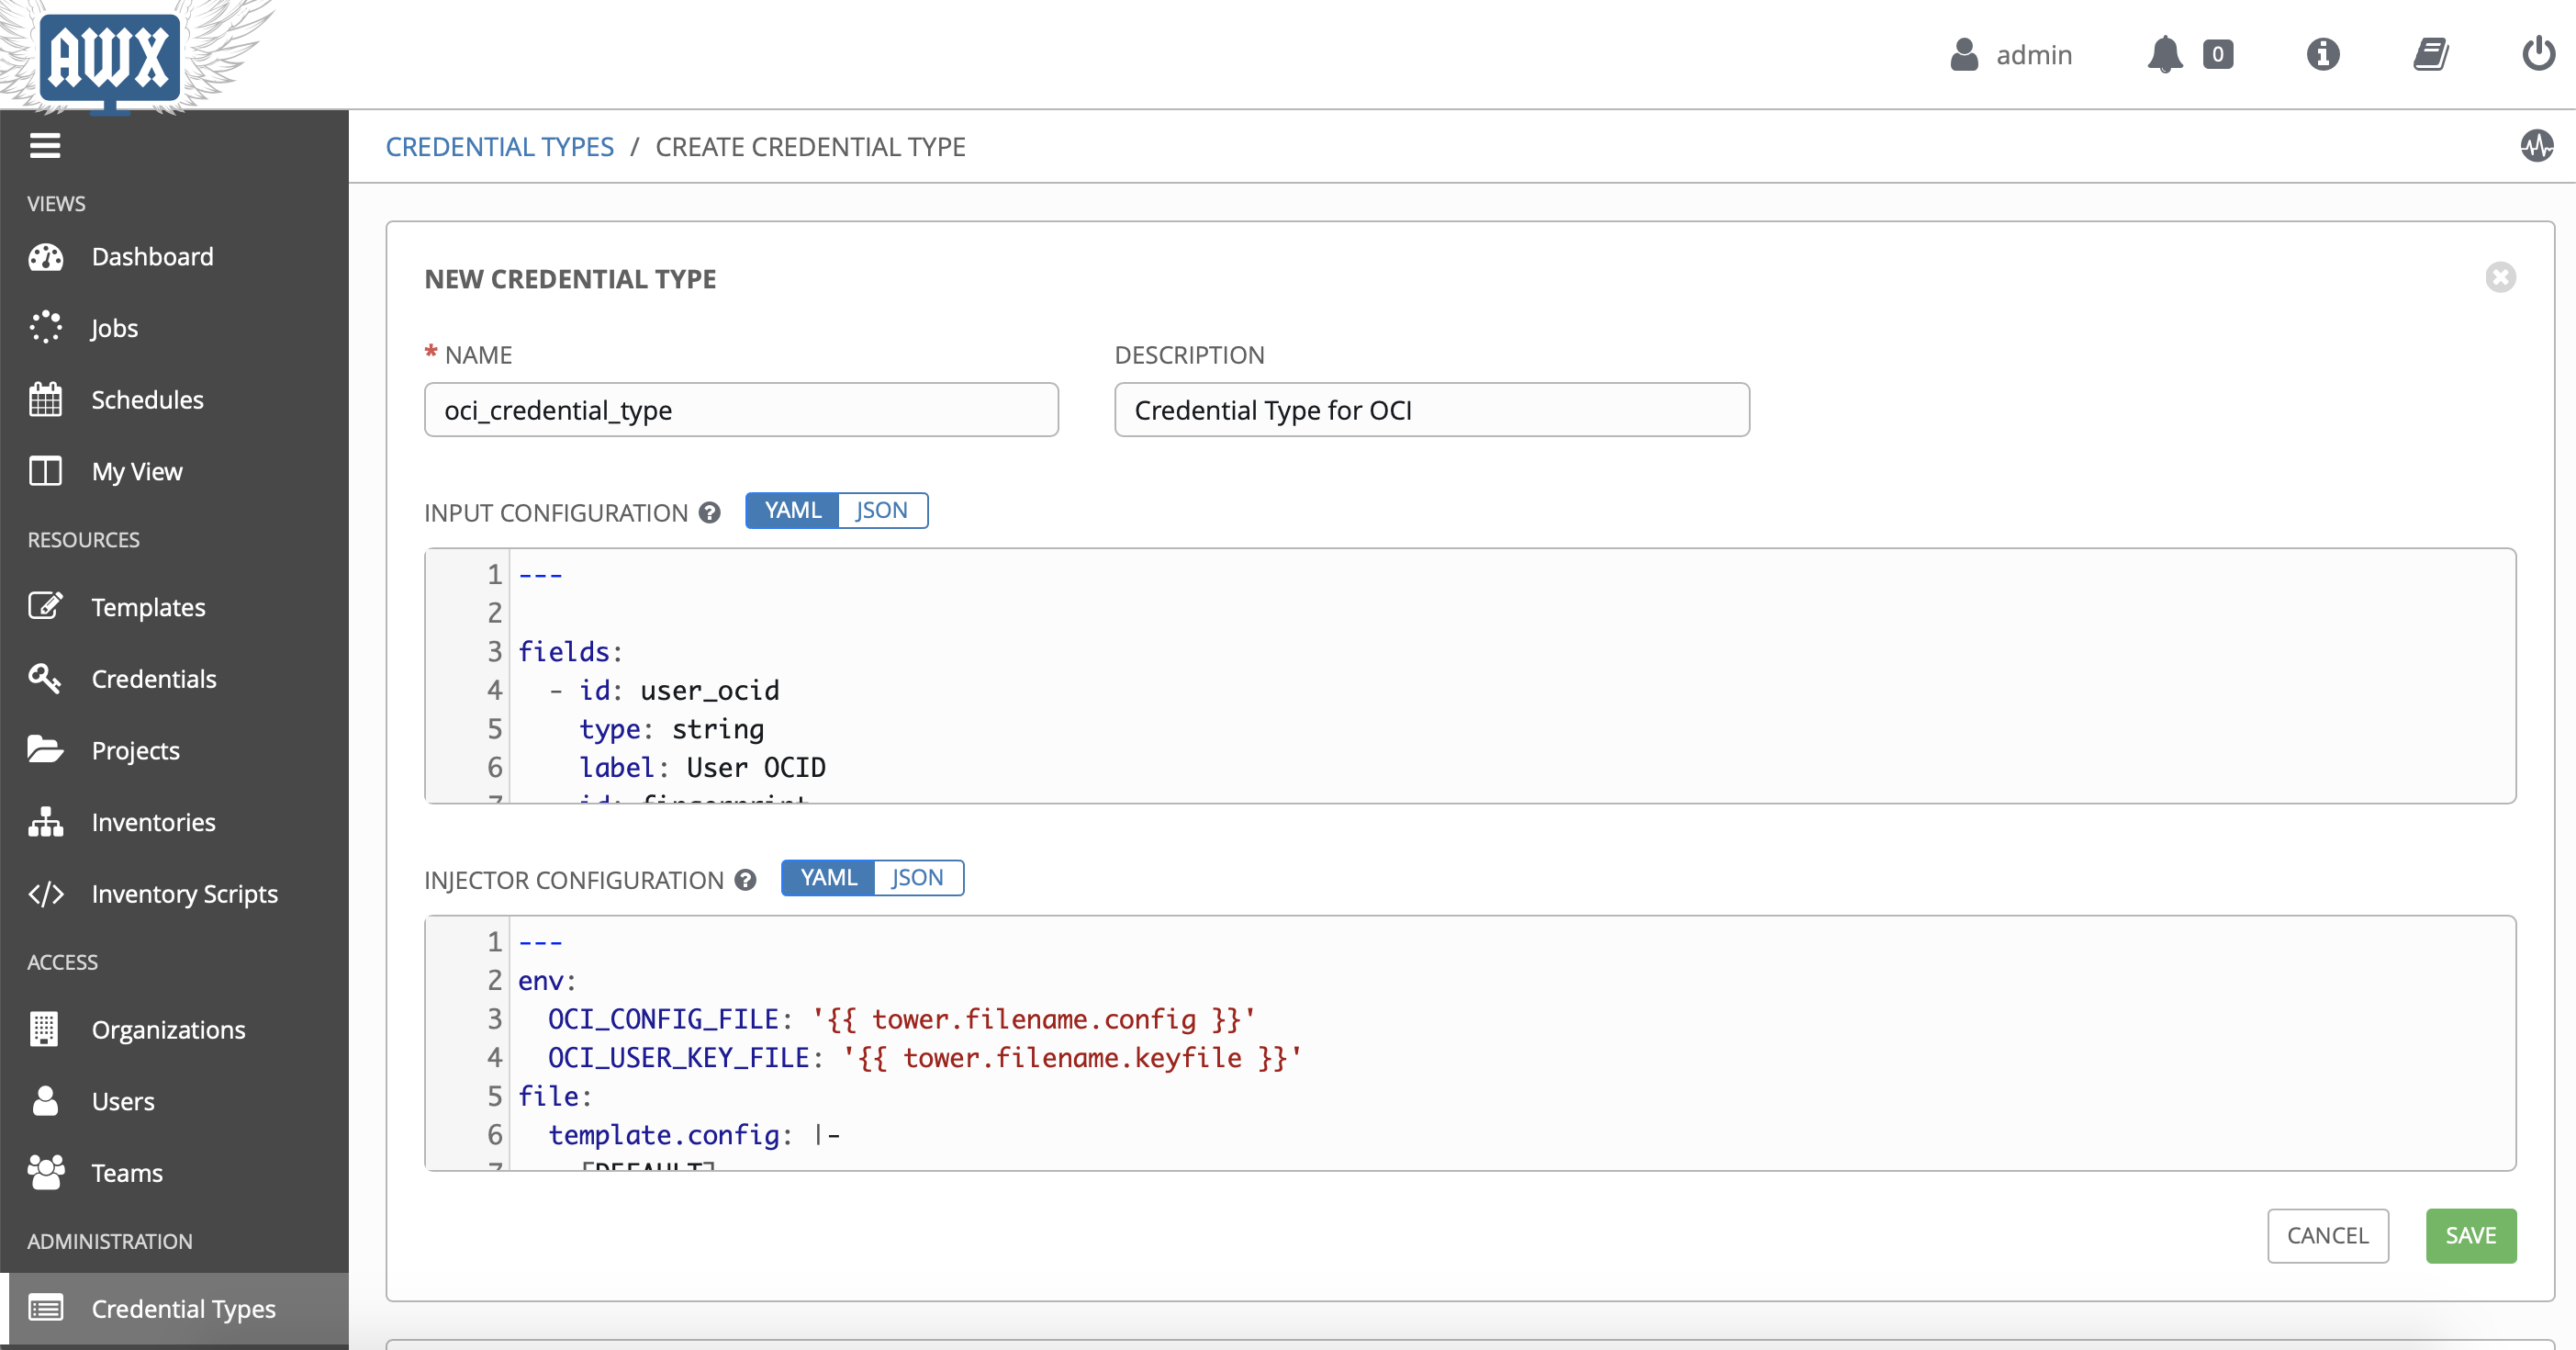 AWX
admin
0
CREDENTIAL TYPES / CREATE CREDENTIAL TYPE
VIEWS
Dashboard
Jobs
Schedules
My View
RESOURCES
Templates
Credentials
Projects
Inventories
Inventory Scripts
ACCESS
Organizations
Users
Teams
ADMINISTRATION
Credential Types
NEW CREDENTIAL TYPE
* NAME
oci_credential_type
DESCRIPTION
Credential Type for OCI
INPUT CONFIGURATION ? YAML JSON
1 ---
2
3 fields:
4   - id: user_ocid
5     type: string
6     label: User OCID
7     id: fingerprint
INJECTOR CONFIGURATION ? YAML JSON
1 ---
2 env:
3   OCI_CONFIG_FILE: '{{ tower.filename.config }}'
4   OCI_USER_KEY_FILE: '{{ tower.filename.keyfile }}'
5 file:
6   template.config: |-
7     [DEFAULT]
CANCEL
SAVE